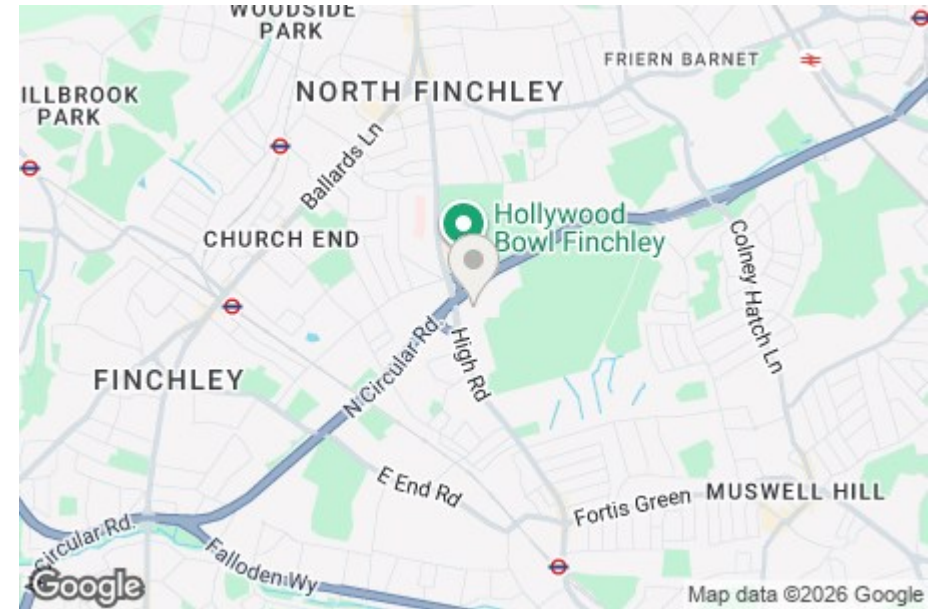 WOODSIDE
PARK
FRIERN BARNET
NORTH FINCHLEY
ILLBROOK
PARK
Ballards Ln
Hollywood
Bowl Finchley
CHURCH END
Colney Hatch Ln
N Circular Rd
High Rd
FINCHLEY
E End Rd
Fortis Green
MUSWELL HILL
Circular Rd.
Falloden Wy
Google
Map data ©2026 Google